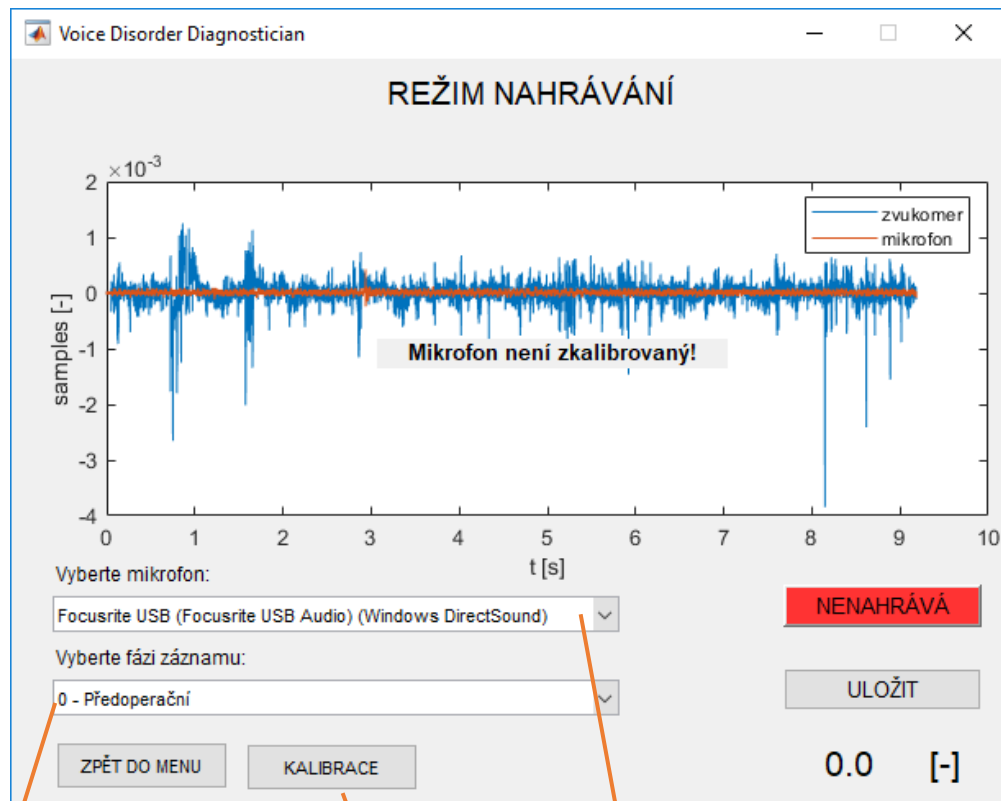 Voice Disorder Diagnostician
REŽIM NAHRÁVÁNÍ
×10-3
2
1
0
-1
-2
-3
-4
samples [-]
zvukomer
mikrofon
Mikrofon není zkalibrovaný!
0 1 2 3 4 5 6 7 8 9 10
t [s]
Vyberte mikrofon:
Focusrite USB (Focusrite USB Audio) (Windows DirectSound)
NENAHRÁVÁ
Vyberte fázi záznamu:
0 - Předoperační
ULOŽIT
ZPĚT DO MENU
KALIBRACE
0.0 [-]